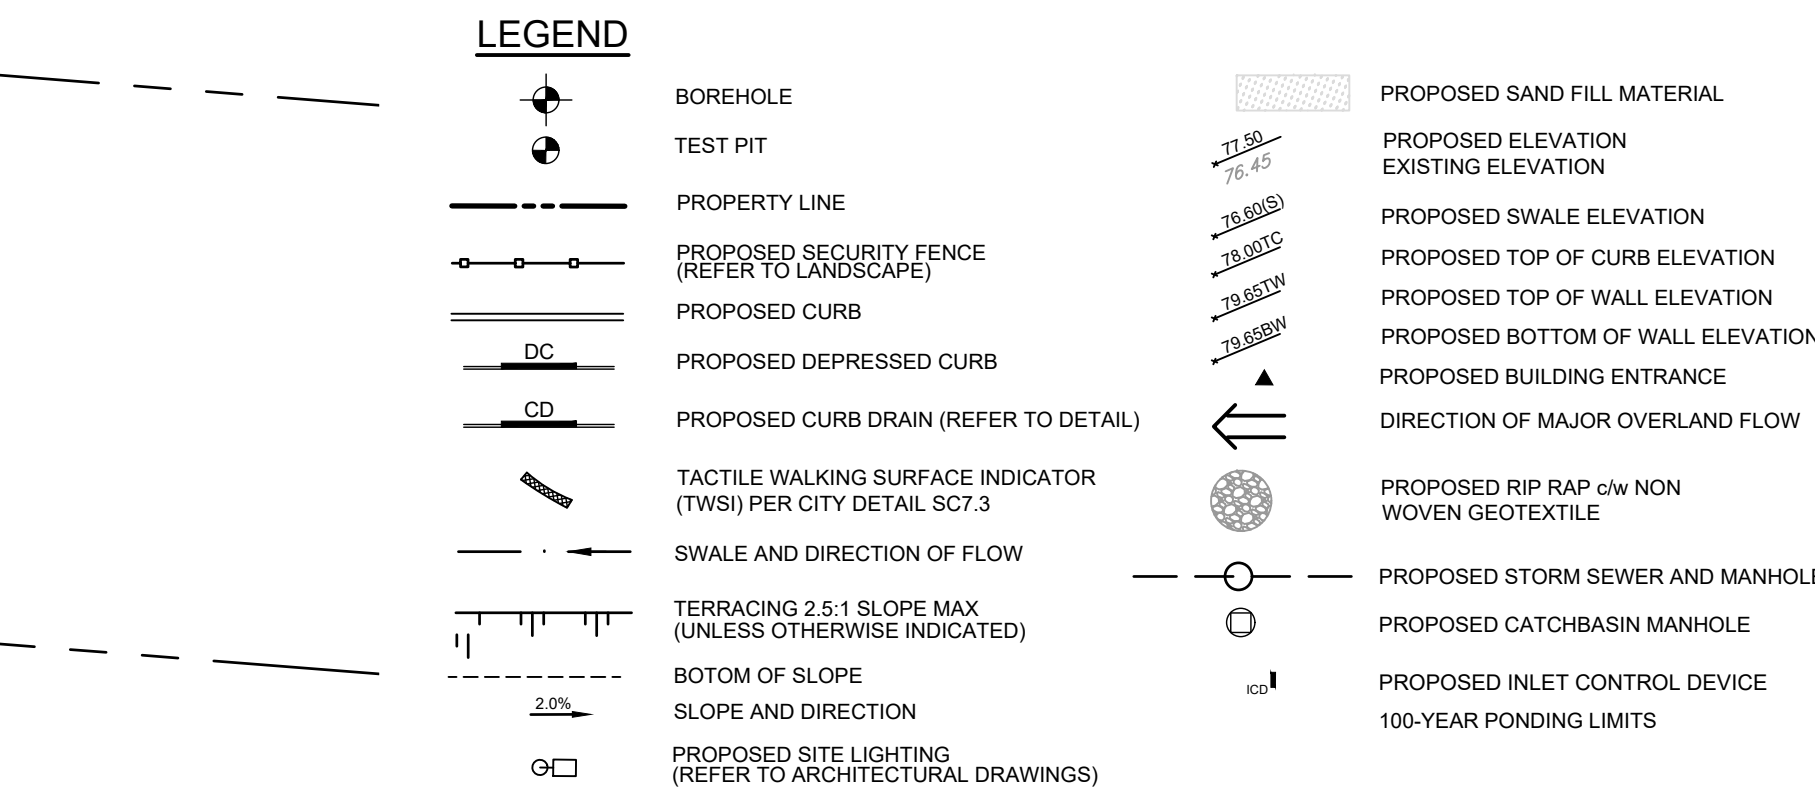 LEGEND
BOREHOLE
TEST PIT
PROPERTY LINE
PROPOSED SECURITY FENCE
(REFER TO LANDSCAPE)
PROPOSED CURB
DC
PROPOSED DEPRESSED CURB
CD
PROPOSED CURB DRAIN (REFER TO DETAIL)
TACTILE WALKING SURFACE INDICATOR
(TWSI) PER CITY DETAIL SC7.3
SWALE AND DIRECTION OF FLOW
TERRACING 2.5:1 SLOPE MAX
(UNLESS OTHERWISE INDICATED)
BOTOM OF SLOPE
2.0%
SLOPE AND DIRECTION
PROPOSED SITE LIGHTING
(REFER TO ARCHITECTURAL DRAWINGS)
PROPOSED SAND FILL MATERIAL
77.50
PROPOSED ELEVATION
76.45
EXISTING ELEVATION
76.60(S)
PROPOSED SWALE ELEVATION
78.00TC
PROPOSED TOP OF CURB ELEVATION
79.65TW
PROPOSED TOP OF WALL ELEVATION
79.65BW
PROPOSED BOTTOM OF WALL ELEVATION
PROPOSED BUILDING ENTRANCE
DIRECTION OF MAJOR OVERLAND FLOW
PROPOSED RIP RAP c/w NON
WOVEN GEOTEXTILE
PROPOSED STORM SEWER AND MANHOLE
PROPOSED CATCHBASIN MANHOLE
ICD
PROPOSED INLET CONTROL DEVICE
100-YEAR PONDING LIMITS